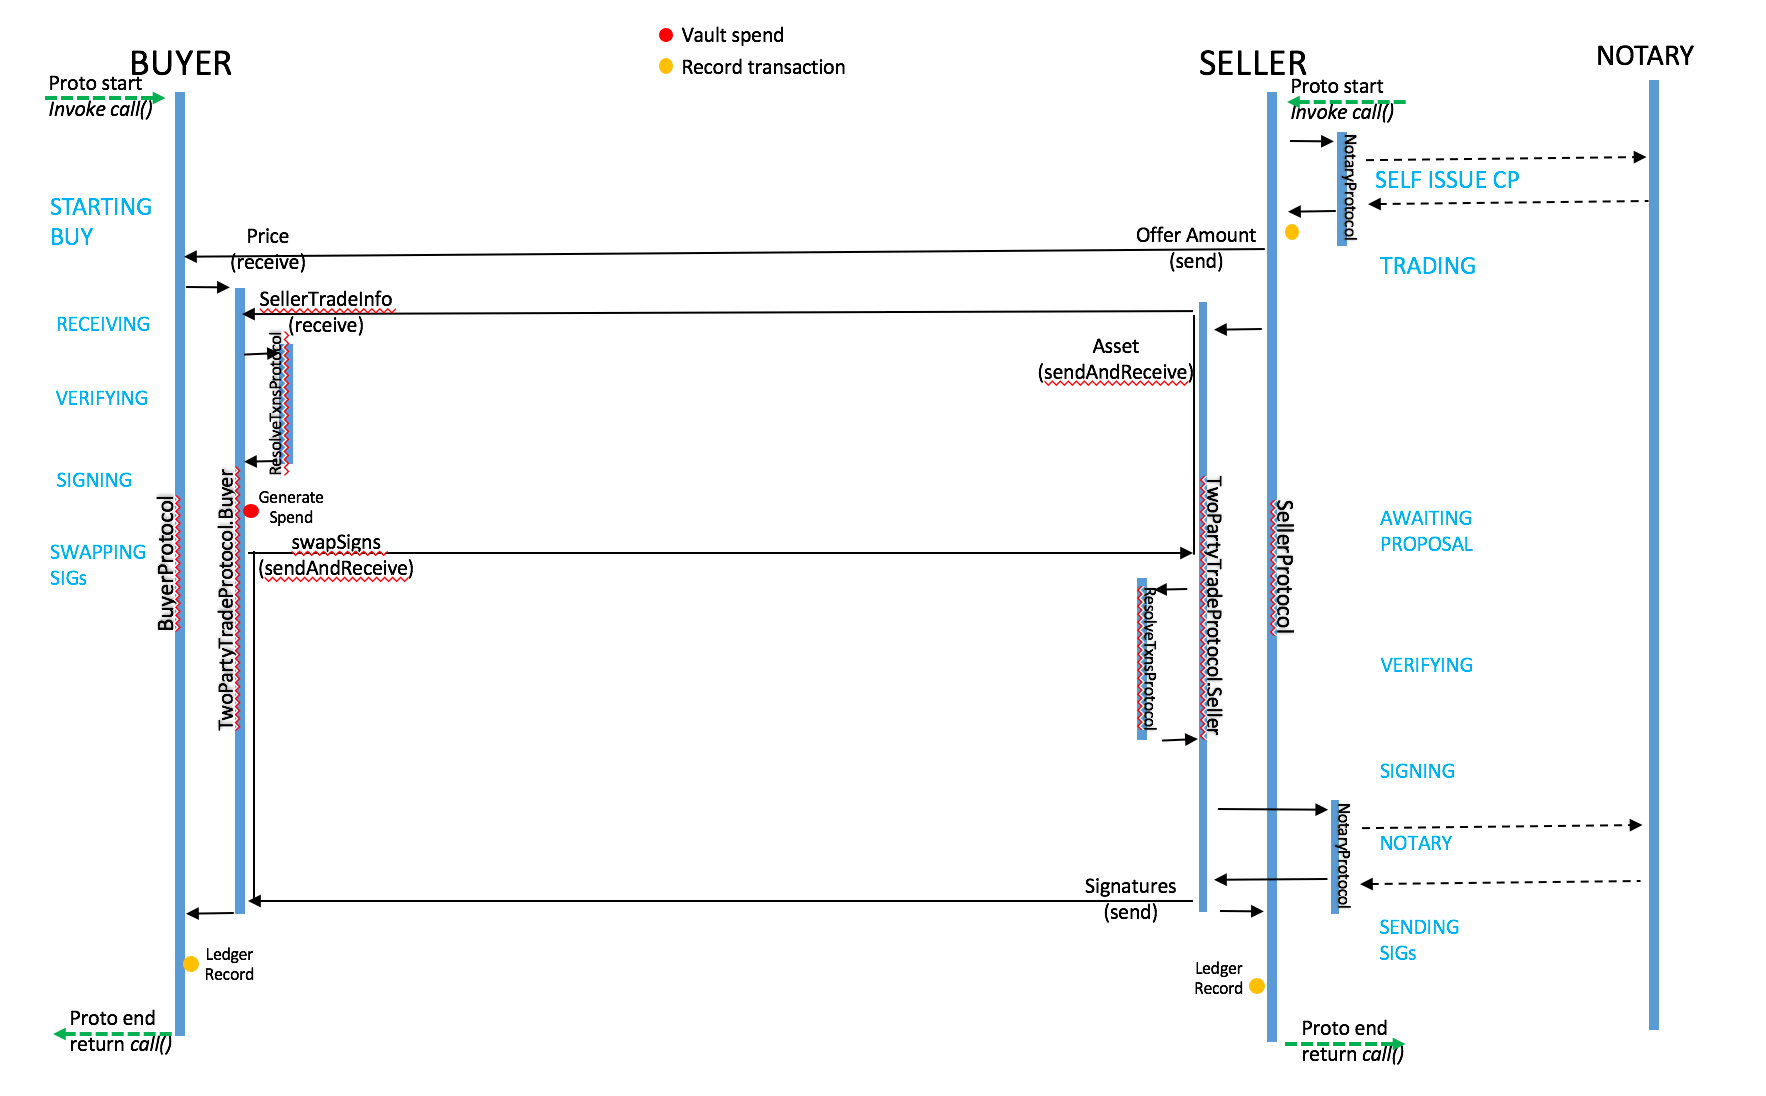 Vault spend
Record transaction
BUYER
SELLER
NOTARY
Proto start
Invoke call()
Proto start
Invoke call()
NotaryProtocol
SELF ISSUE CP
STARTING
BUY
Price
(receive)
Offer Amount
(send)
TRADING
SellerTradeInfo
(receive)
RECEIVING
Asset
(sendAndReceive)
ResolveTxnsProtocol
VERIFYING
SIGNING
Generate
Spend
BuyerProtocol
TwoPartyTradeProtocol.Buyer
TwoPartyTradeProtocol.Seller
SellerProtocol
AWAITING
PROPOSAL
SWAPPING
SIGs
swapSigns
(sendAndReceive)
ResolveTxnsProtocol
VERIFYING
SIGNING
NotaryProtocol
NOTARY
Signatures
(send)
SENDING
SIGs
Ledger
Record
Ledger
Record
Proto end
return call()
Proto end
return call()